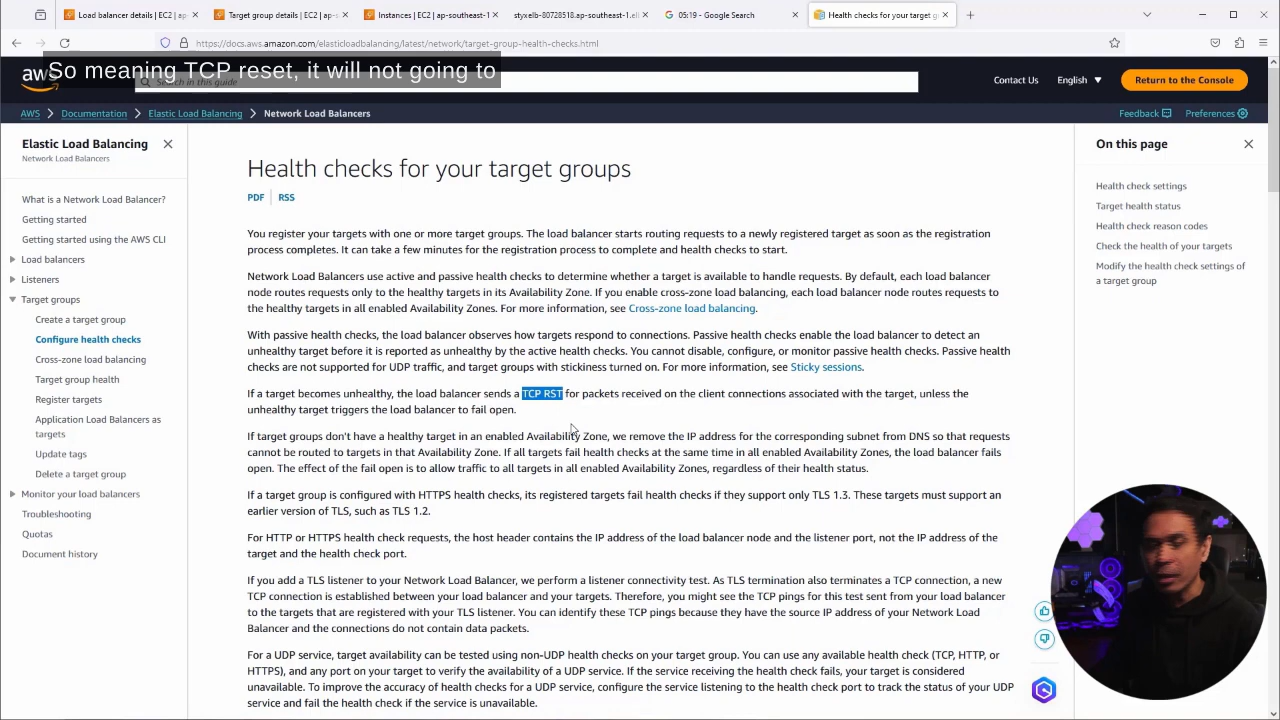 Load balancer details | EC2 | ap-
Target group details | EC2 | ap-s
Instances | EC2 | ap-southeast-1
styxelb-80728518.ap-southeast-1.el
05:19 - Google Search
Health checks for your target g
https://docs.aws.amazon.com/elasticloadbalancing/latest/network/target-group-health-checks.html
So meaning TCP reset, it will not going to
aws
Search in this guide
Contact Us
English
Return to the Console
AWS
Documentation
Elastic Load Balancing
Network Load Balancers
Feedback
Preferences
Elastic Load Balancing
Network Load Balancers
What is a Network Load Balancer?
Getting started
Getting started using the AWS CLI
Load balancers
Listeners
Target groups
Create a target group
Configure health checks
Cross-zone load balancing
Target group health
Register targets
Application Load Balancers as
targets
Update tags
Delete a target group
Monitor your load balancers
Troubleshooting
Quotas
Document history
Health checks for your target groups
PDF
RSS
You register your targets with one or more target groups. The load balancer starts routing requests to a newly registered target as soon as the registration
process completes. It can take a few minutes for the registration process to complete and health checks to start.
Network Load Balancers use active and passive health checks to determine whether a target is available to handle requests. By default, each load balancer
node routes requests only to the healthy targets in its Availability Zone. If you enable cross-zone load balancing, each load balancer node routes requests to
the healthy targets in all enabled Availability Zones. For more information, see Cross-zone load balancing.
With passive health checks, the load balancer observes how targets respond to connections. Passive health checks enable the load balancer to detect an
unhealthy target before it is reported as unhealthy by the active health checks. You cannot disable, configure, or monitor passive health checks. Passive health
checks are not supported for UDP traffic, and target groups with stickiness turned on. For more information, see Sticky sessions.
If a target becomes unhealthy, the load balancer sends a TCP RST for packets received on the client connections associated with the target, unless the
unhealthy target triggers the load balancer to fail open.
If target groups don't have a healthy target in an enabled Availability Zone, we remove the IP address for the corresponding subnet from DNS so that requests
cannot be routed to targets in that Availability Zone. If all targets fail health checks at the same time in all enabled Availability Zones, the load balancer fails
open. The effect of the fail open is to allow traffic to all targets in all enabled Availability Zones, regardless of their health status.
If a target group is configured with HTTPS health checks, its registered targets fail health checks if they support only TLS 1.3. These targets must support an
earlier version of TLS, such as TLS 1.2.
For HTTP or HTTPS health check requests, the host header contains the IP address of the load balancer node and the listener port, not the IP address of the
target and the health check port.
If you add a TLS listener to your Network Load Balancer, we perform a listener connectivity test. As TLS termination also terminates a TCP connection, a new
TCP connection is established between your load balancer and your targets. Therefore, you might see the TCP pings for this test sent from your load balancer
to the targets that are registered with your TLS listener. You can identify these TCP pings because they have the source IP address of your Network Load
Balancer and the connections do not contain data packets.
For a UDP service, target availability can be tested using non-UDP health checks on your target group. You can use any available health check (TCP, HTTP, or
HTTPS), and any port on your target to verify the availability of a UDP service. If the service receiving the health check fails, your target is considered
unavailable. To improve the accuracy of health checks for a UDP service, configure the service listening to the health check port to track the status of your UDP
service and fail the health check if the service is unavailable.
On this page
Health check settings
Target health status
Health check reason codes
Check the health of your targets
Modify the health check settings of
a target group